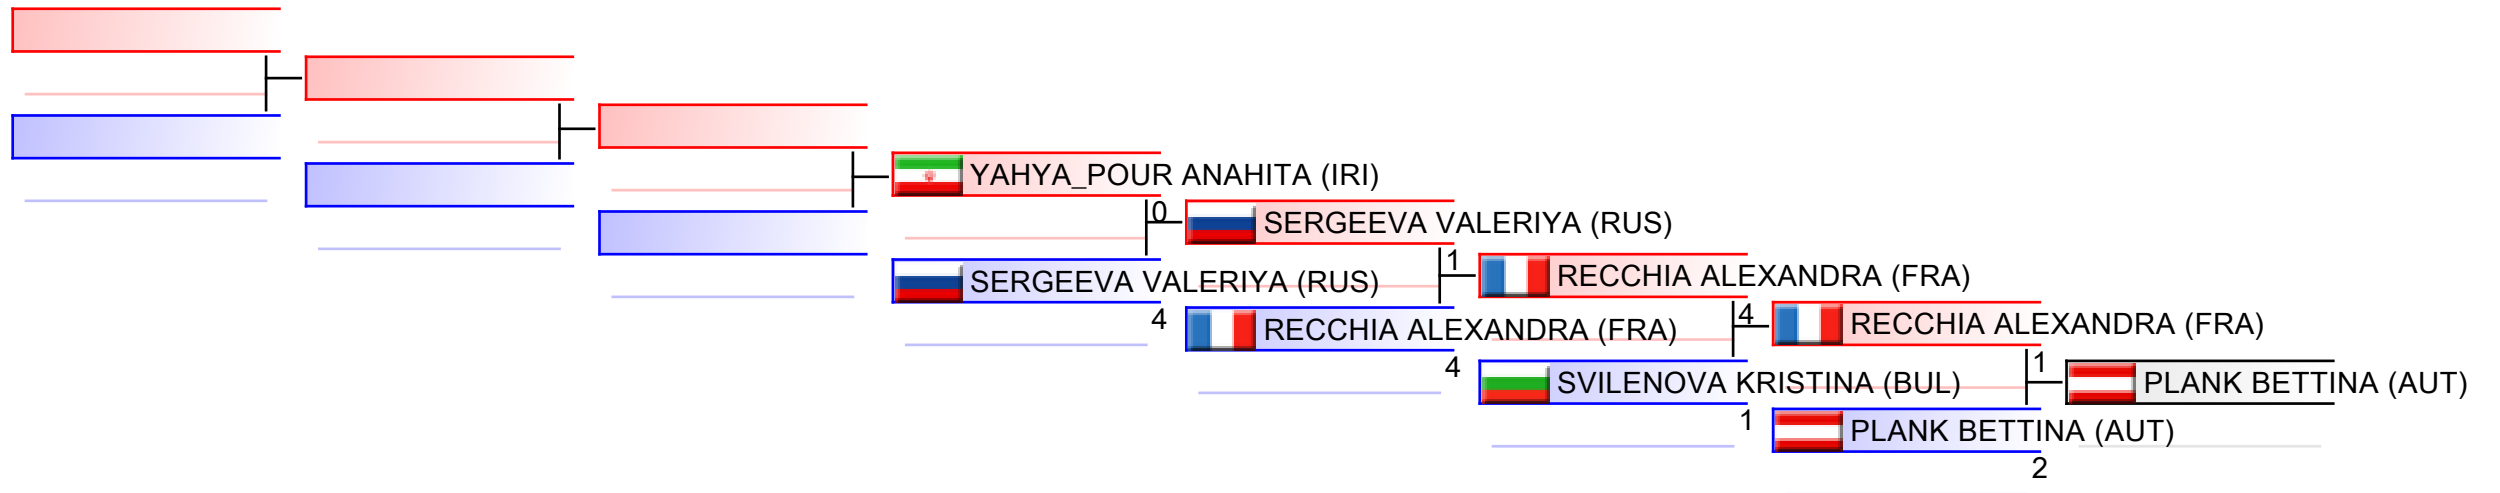 YAHYA_POUR ANAHITA (IRI)
0
SERGEEVA VALERIYA (RUS)
4
SERGEEVA VALERIYA (RUS)
1
RECCHIA ALEXANDRA (FRA)
4
RECCHIA ALEXANDRA (FRA)
4
SVILENOVA KRISTINA (BUL)
1
RECCHIA ALEXANDRA (FRA)
1
PLANK BETTINA (AUT)
2
PLANK BETTINA (AUT)